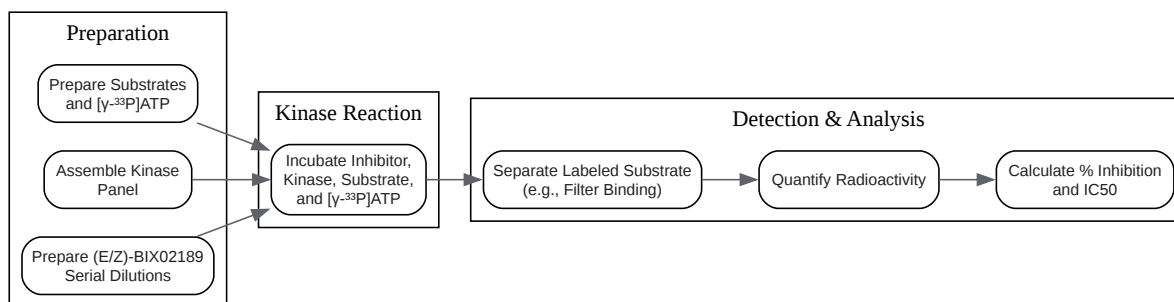 Preparation
Prepare Substrates
and [γ-³³P]ATP
Assemble Kinase
Panel
Prepare (E/Z)-BIX02189
Serial Dilutions
Kinase Reaction
Incubate Inhibitor,
Kinase, Substrate,
and [γ-³³P]ATP
Detection & Analysis
Separate Labeled Substrate
(e.g., Filter Binding)
Quantify Radioactivity
Calculate % Inhibition
and IC50